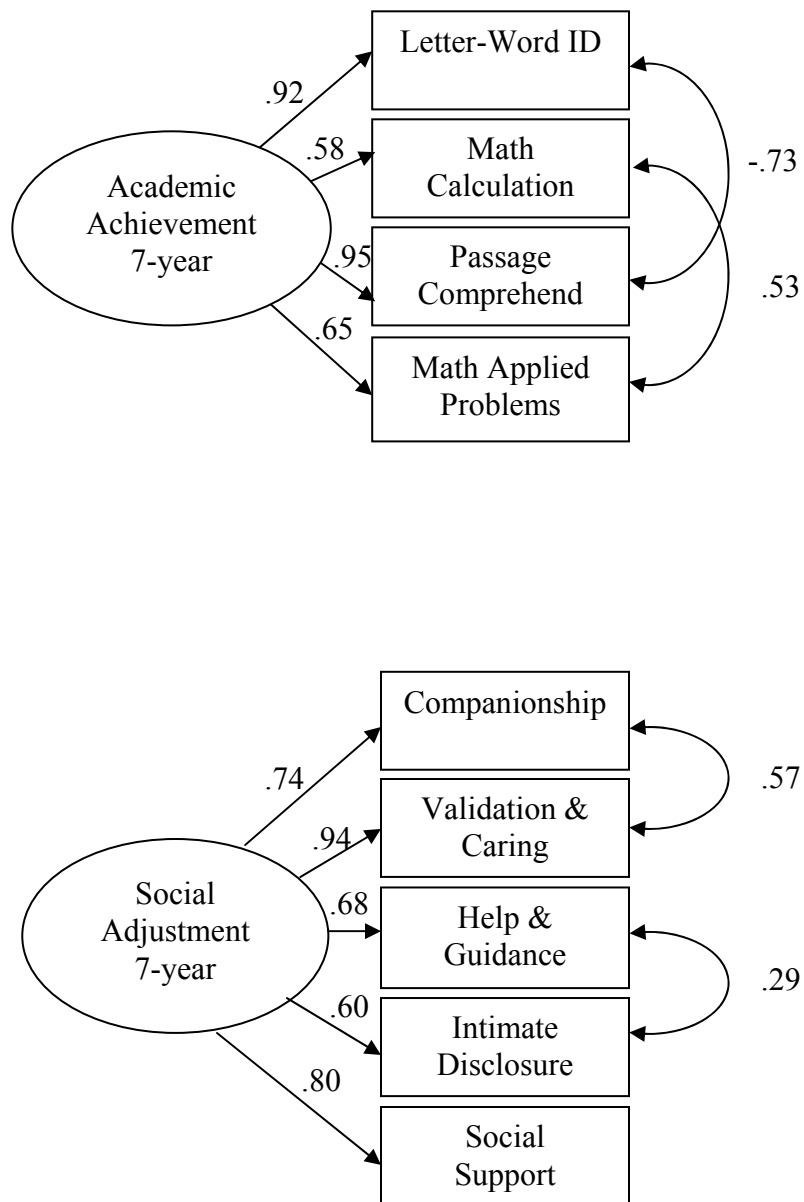 Letter-Word ID
.92
.58
Math
Calculation
-.73
Academic
Achievement
7-year
.95
Passage
Comprehend
.53
.65
Math Applied
Problems
Companionship
.74
.57
Validation &
Caring
.94
Social
Adjustment
7-year
.68
Help &
Guidance
.29
.60
Intimate
Disclosure
.80
Social
Support